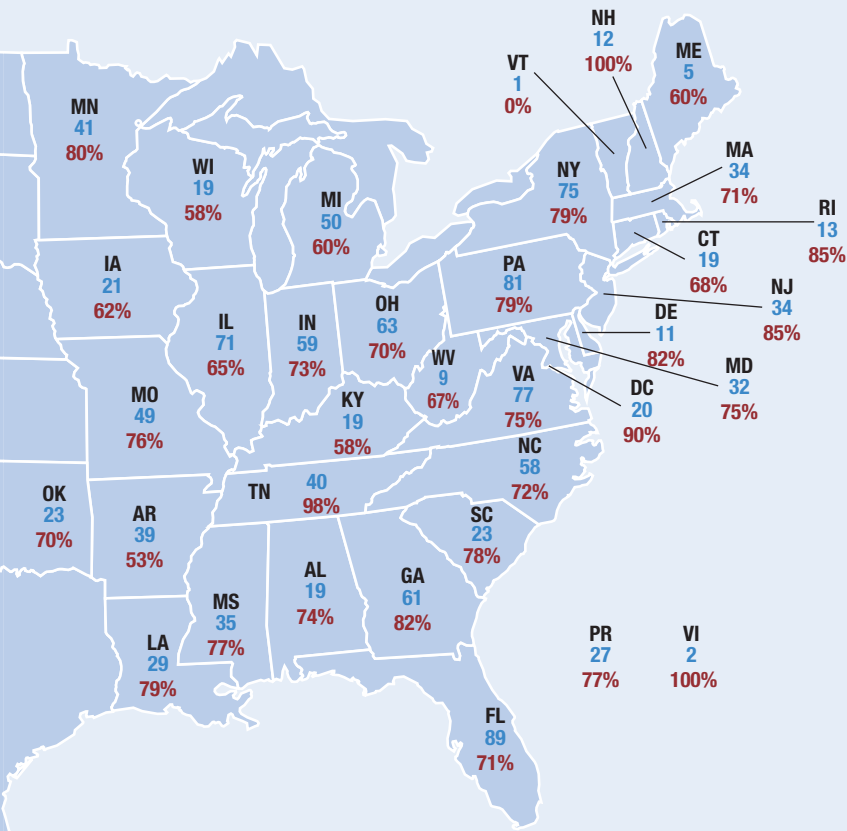 NH
12
100%
VT
1
0%
ME
5
60%
MN
41
80%
WI
19
58%
MI
50
60%
NY
75
79%
MA
34
71%
RI
13
85%
CT
19
68%
IA
21
62%
IL
71
65%
IN
59
73%
OH
63
70%
PA
81
79%
NJ
34
85%
DE
11
82%
MD
32
75%
DC
20
90%
WV
9
67%
VA
77
75%
MO
49
76%
KY
19
58%
NC
58
72%
TN
40
98%
OK
23
70%
AR
39
53%
SC
23
78%
MS
35
77%
AL
19
74%
GA
61
82%
LA
29
79%
PR
27
77%
VI
2
100%
FL
89
71%